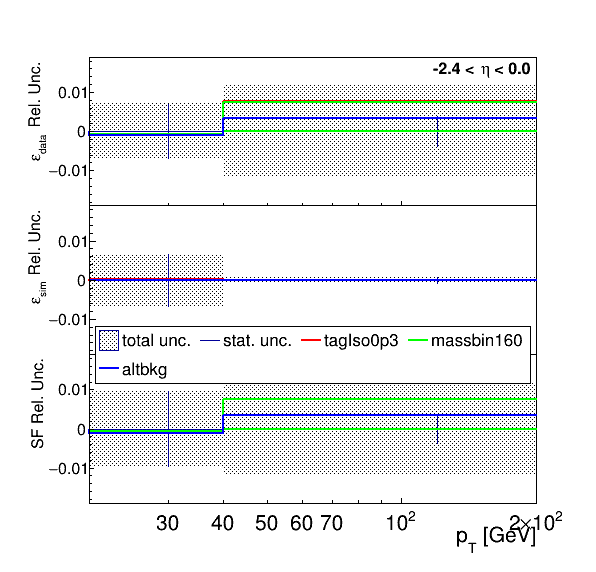 -2.4 < η < 0.0
ε_data Rel. Unc.
0.01
0
−0.01
ε_sim Rel. Unc.
0.01
0
−0.01
total unc. stat. unc. tagIso0p3 massbin160
altbkg
SF Rel. Unc.
0.01
0
−0.01
30 40 50 60 70 10² 2×10²
p_T [GeV]